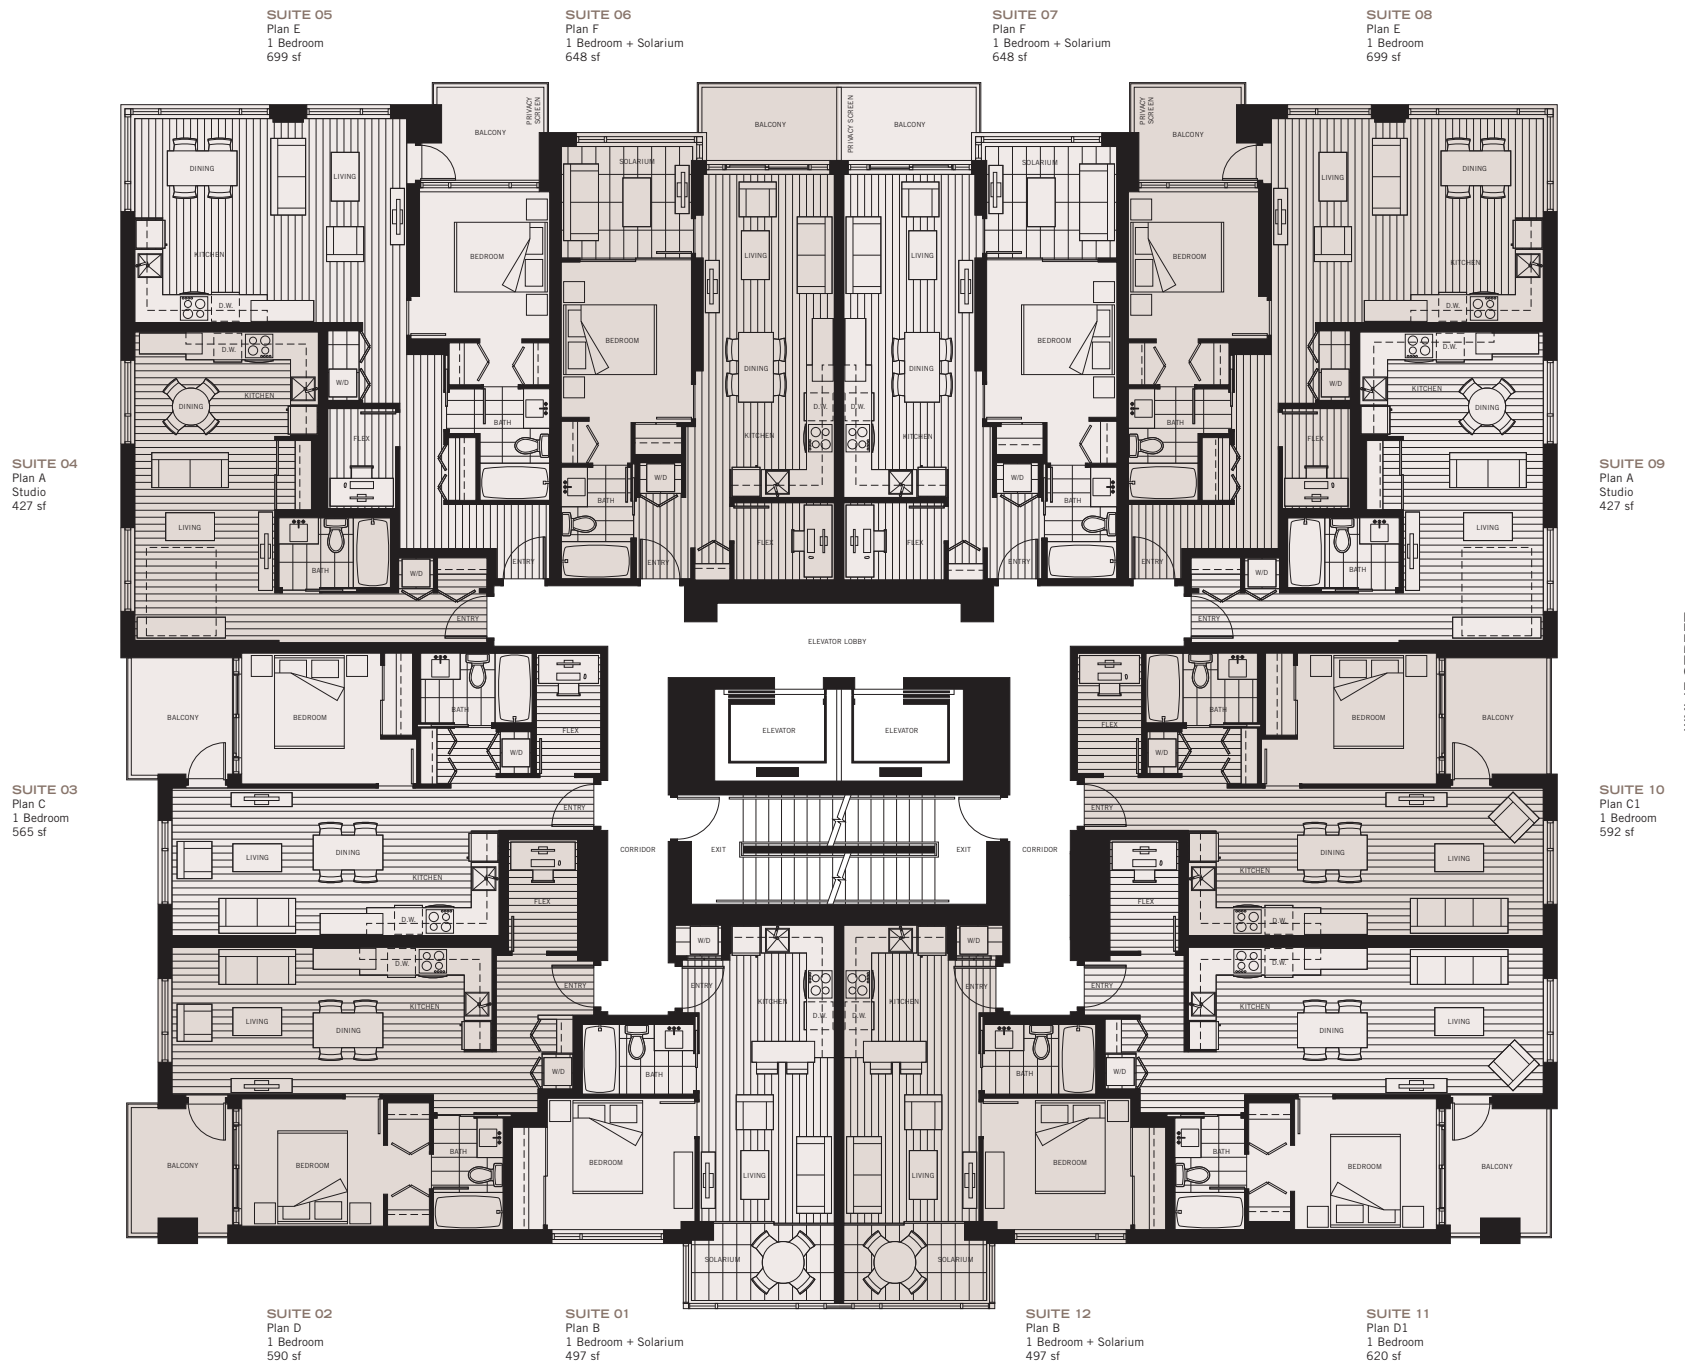 SUITE 05
Plan E
1 Bedroom
699 sf
SUITE 06
Plan F
1 Bedroom + Solarium
648 sf
SUITE 07
Plan F
1 Bedroom + Solarium
648 sf
SUITE 08
Plan E
1 Bedroom
699 sf
PRIVACY SCREEN
BALCONY
BALCONY
PRIVACY SCREEN
BALCONY
PRIVACY SCREEN
BALCONY
DINING
LIVING
KITCHEN
D.W.
BEDROOM
SOLARIUM
LIVING
BEDROOM
DINING
D.W.
KITCHEN
SOLARIUM
LIVING
BEDROOM
DINING
D.W.
KITCHEN
BEDROOM
LIVING
DINING
KITCHEN
D.W.
D.W.
KITCHEN
DINING
W/D
FLEX
BATH
LIVING
BATH
W/D
ENTRY
ENTRY
BATH
W/D
ENTRY
FLEX
FLEX
W/D
BATH
ENTRY
BATH
ENTRY
W/D
FLEX
D.W.
KITCHEN
DINING
LIVING
BATH
W/D
ENTRY
SUITE 04
Plan A
Studio
427 sf
SUITE 09
Plan A
Studio
427 sf
ELEVATOR LOBBY
ELEVATOR
ELEVATOR
BALCONY
BEDROOM
BATH
W/D
FLEX
FLEX
W/D
BATH
BEDROOM
BALCONY
SUITE 03
Plan C
1 Bedroom
565 sf
SUITE 10
Plan C1
1 Bedroom
592 sf
ENTRY
LIVING
DINING
KITCHEN
D.W.
CORRIDOR
EXIT
EXIT
CORRIDOR
ENTRY
DINING
LIVING
KITCHEN
D.W.
FLEX
FLEX
D.W.
KITCHEN
LIVING
DINING
ENTRY
W/D
W/D
ENTRY
KITCHEN
D.W.
W/D
ENTRY
KITCHEN
D.W.
ENTRY
D.W.
KITCHEN
DINING
LIVING
W/D
BATH
BATH
BALCONY
BEDROOM
BATH
BEDROOM
LIVING
SOLARIUM
LIVING
SOLARIUM
BEDROOM
BATH
BEDROOM
BALCONY
SUITE 02
Plan D
1 Bedroom
590 sf
SUITE 01
Plan B
1 Bedroom + Solarium
497 sf
SUITE 12
Plan B
1 Bedroom + Solarium
497 sf
SUITE 11
Plan D1
1 Bedroom
620 sf